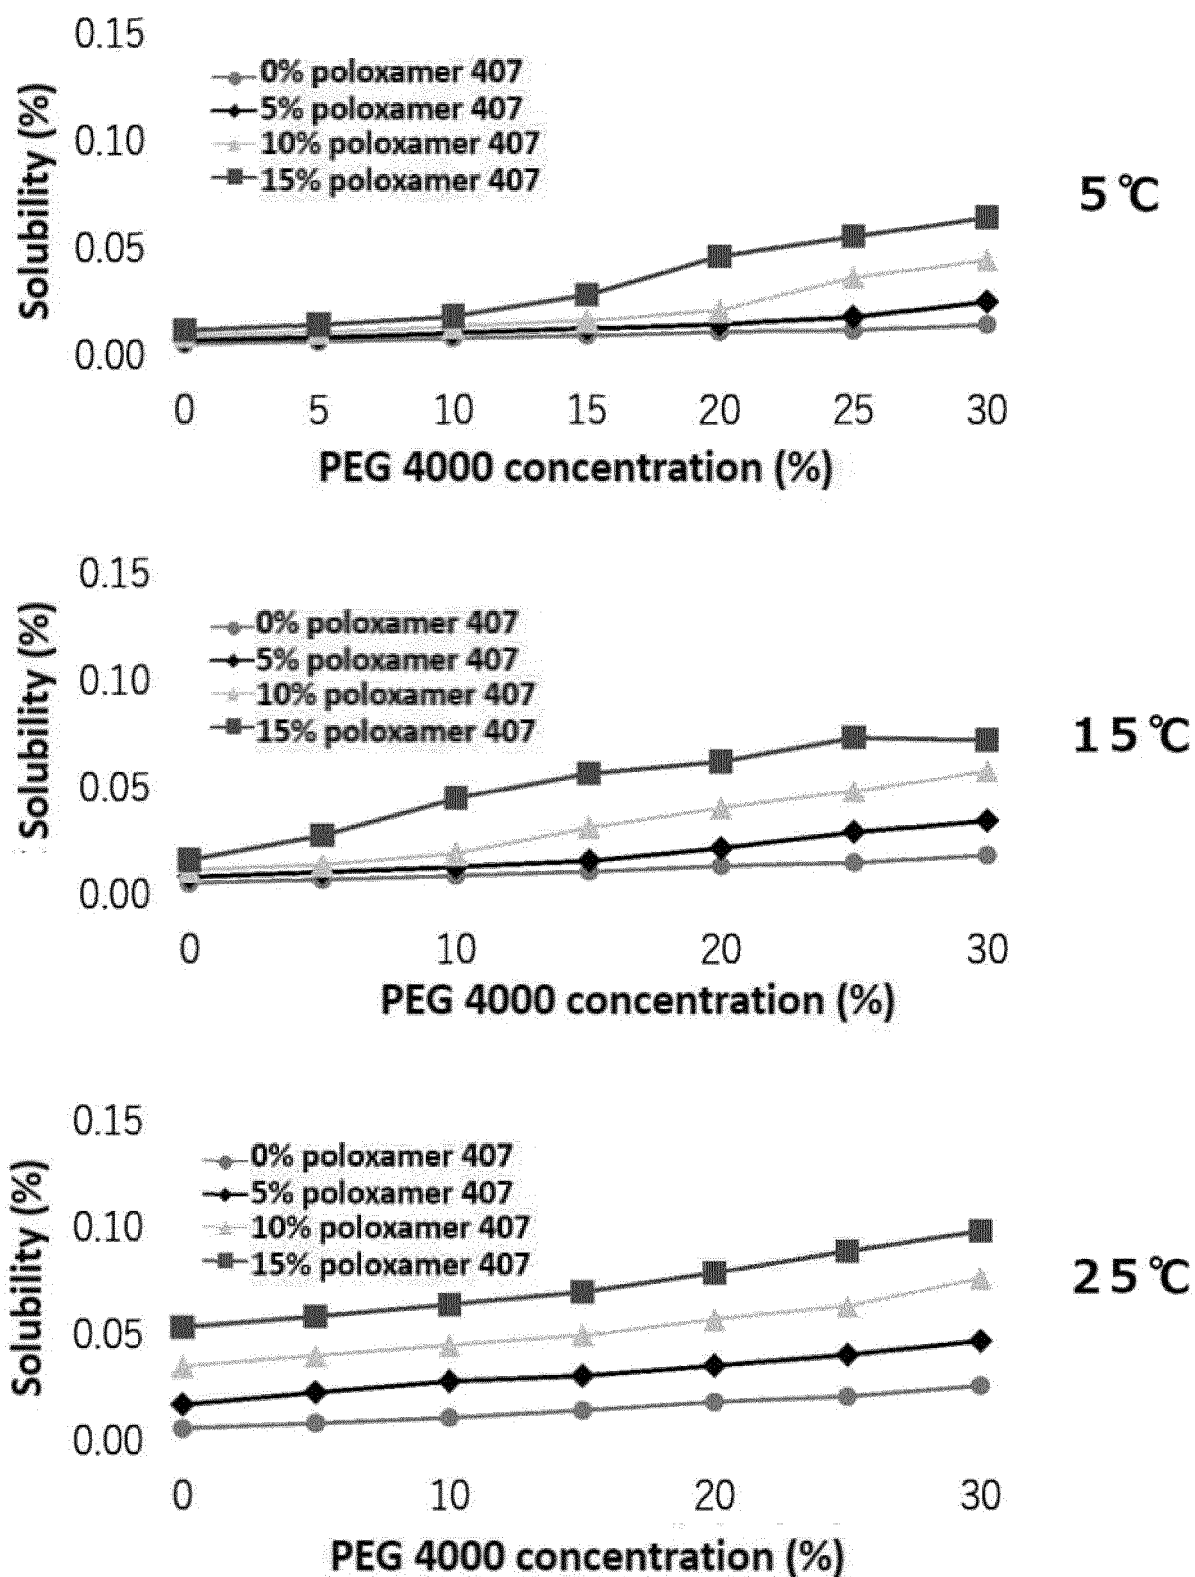 0.15
0% poloxamer 407
5% poloxamer 407
0.10
10% poloxamer 407
15% poloxamer 407
Solubility (%)
5℃
0.05
0.00
0 5 10 15 20 25 30
PEG 4000 concentration (%)
0.15
0% poloxamer 407
5% poloxamer 407
0.10
10% poloxamer 407
15% poloxamer 407
Solubility (%)
15℃
0.05
0.00
0 10 20 30
PEG 4000 concentration (%)
0.15
0% poloxamer 407
5% poloxamer 407
0.10
10% poloxamer 407
15% poloxamer 407
Solubility (%)
25℃
0.05
0.00
0 10 20 30
PEG 4000 concentration (%)